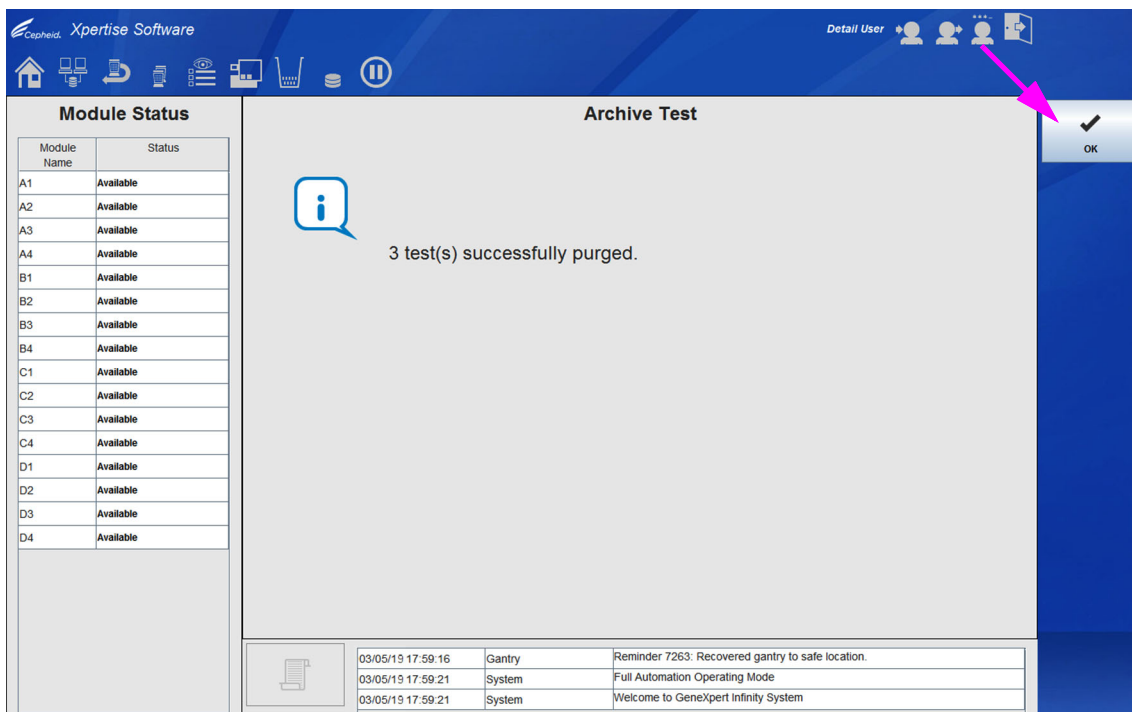 Cepheid. Xpertise Software
Detail User
Module Status
Archive Test
OK
Module Name Status
A1 Available
A2 Available
A3 Available
A4 Available
B1 Available
B2 Available
B3 Available
B4 Available
C1 Available
C2 Available
C3 Available
C4 Available
D1 Available
D2 Available
D3 Available
D4 Available
i
3 test(s) successfully purged.
03/05/19 17:59:16 Gantry Reminder 7263: Recovered gantry to safe location.
03/05/19 17:59:21 System Full Automation Operating Mode
03/05/19 17:59:21 System Welcome to GeneXpert Infinity System